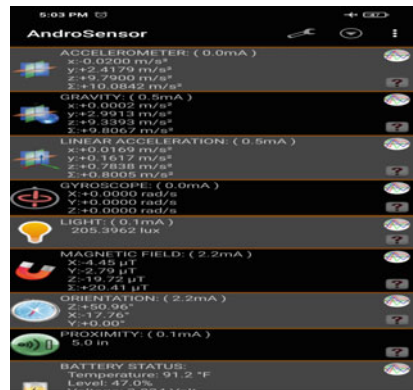 5:03 PM
AndroSensor
ACCELEROMETER: ( 0.0mA )
x:-0.0200 m/s²
y:+2.4179 m/s²
z:+9.7900 m/s²
Σ:+10.0842 m/s²
GRAVITY: ( 0.5mA )
x:+0.0002 m/s²
y:+2.9913 m/s²
z:+9.3393 m/s²
Σ:+9.8067 m/s²
LINEAR ACCELERATION: ( 0.5mA )
x:+0.0169 m/s²
y:+0.1617 m/s²
z:+0.7838 m/s²
Σ:+0.8005 m/s²
GYROSCOPE: ( 0.0mA )
X:+0.0000 rad/s
Y:+0.0000 rad/s
Z:+0.0000 rad/s
LIGHT: ( 0.1mA )
205.3962 lux
MAGNETIC FIELD: ( 2.2mA )
X:-4.45 µT
Y:-2.79 µT
Z:-19.72 µT
Σ:+20.41 µT
ORIENTATION: ( 2.2mA )
Z:+50.96°
X:-17.76°
Y:+0.00°
PROXIMITY: ( 0.1mA )
5.0 in
BATTERY STATUS:
Temperature: 91.2 °F
Level: 47.0%